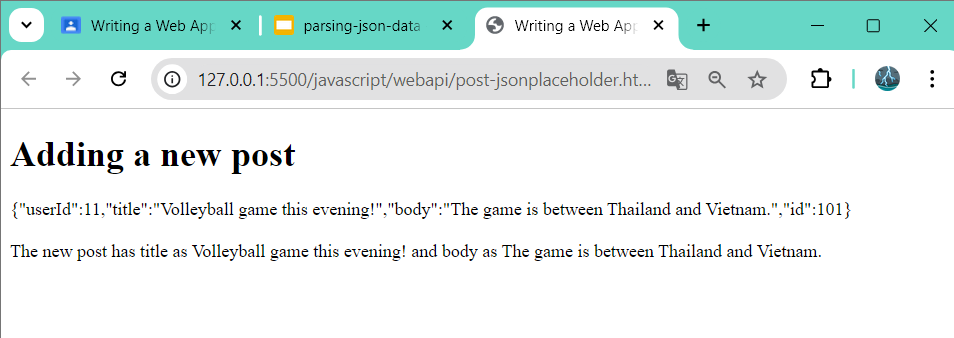 Writing a Web App
parsing-json-data
Writing a Web App
127.0.0.1:5500/javascript/webapi/post-jsonplaceholder.ht...
Adding a new post
{"userId":11,"title":"Volleyball game this evening!","body":"The game is between Thailand and Vietnam.","id":101}
The new post has title as Volleyball game this evening! and body as The game is between Thailand and Vietnam.